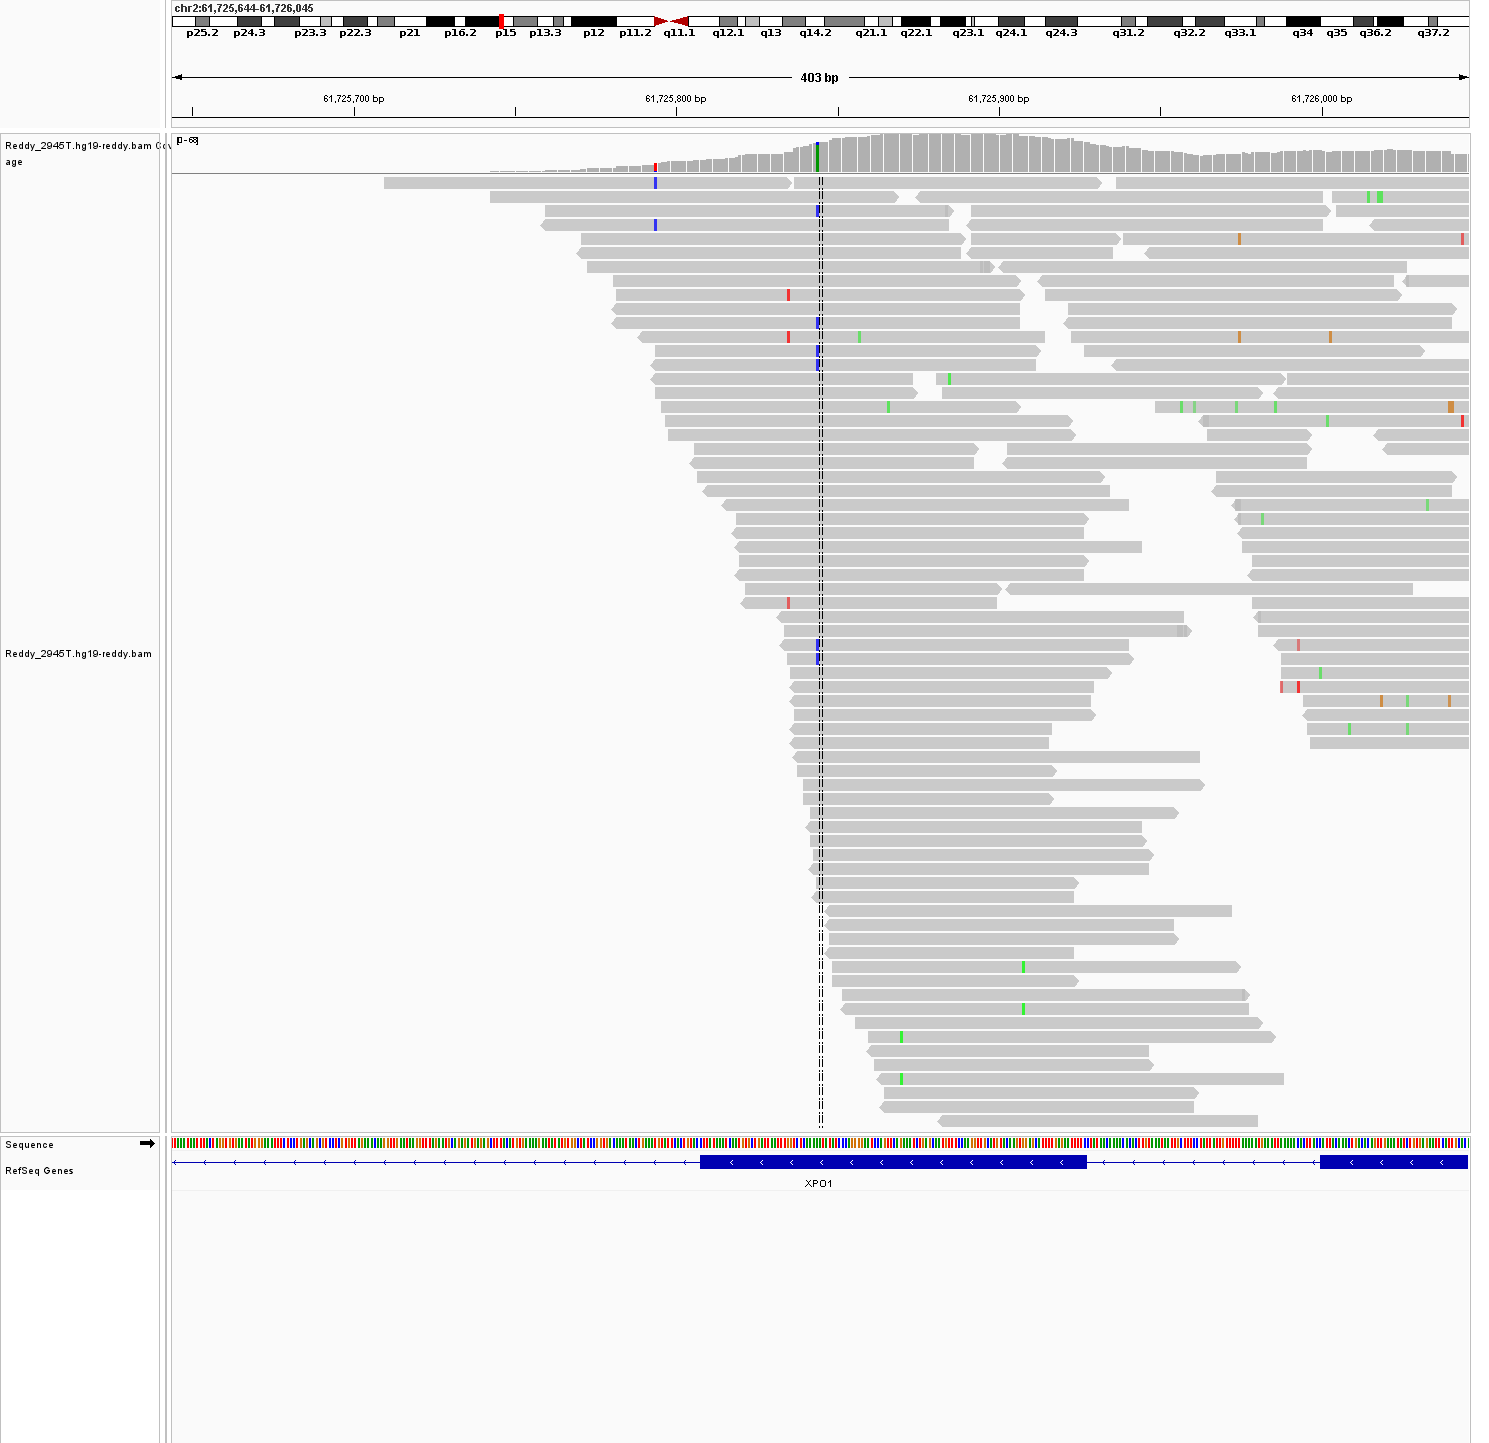 chr2:61,725,644-61,726,045
p25.2 p24.3 p23.3 p22.3 p21 p16.2 p15 p13.3 p12 p11.2 q11.1 q12.1 q13 q14.2 q21.1 q22.1 q23.1 q24.1 q24.3 q31.2 q32.2 q33.1 q34 q35 q36.2 q37.2
403 bp
61,725,700 bp 61,725,800 bp 61,725,900 bp 61,726,000 bp
Reddy_2945T.hg19-reddy.bam Cov
age
Reddy_2945T.hg19-reddy.bam
Sequence
RefSeq Genes
XPO1